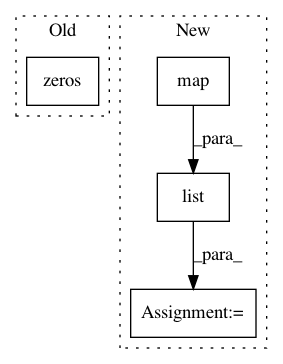 Old
New
zeros
map
_para_
list
_para_
Assignment:=